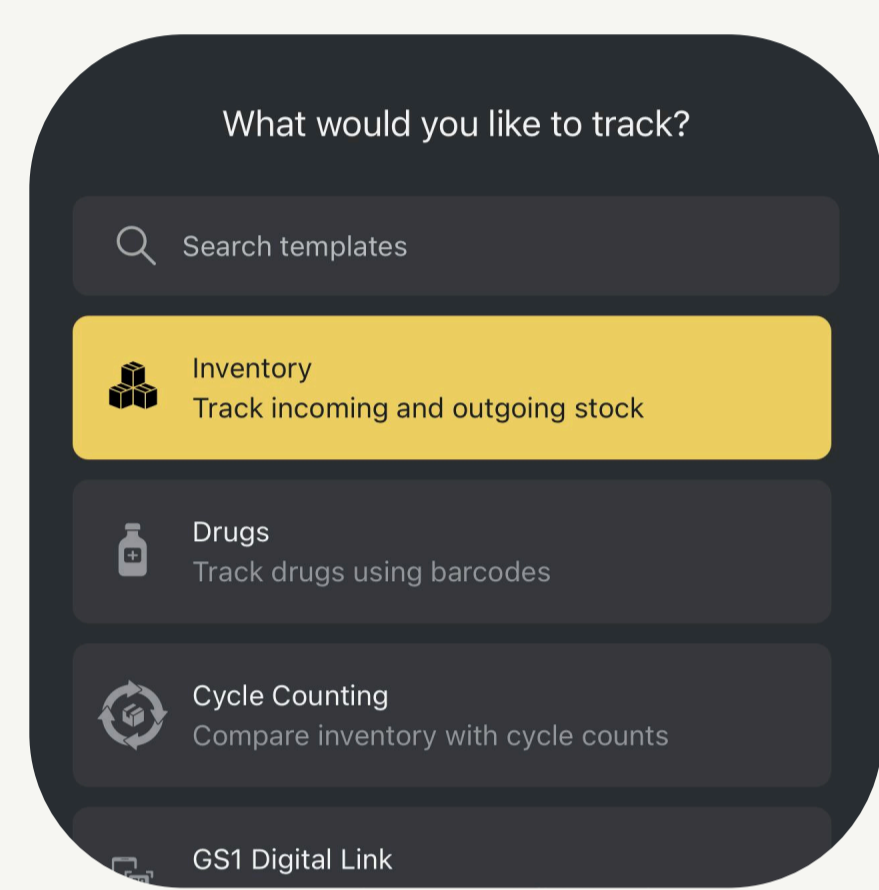 What would you like to track?
Search templates
Inventory
Track incoming and outgoing stock
Drugs
Track drugs using barcodes
Cycle Counting
Compare inventory with cycle counts
GS1 Digital Link